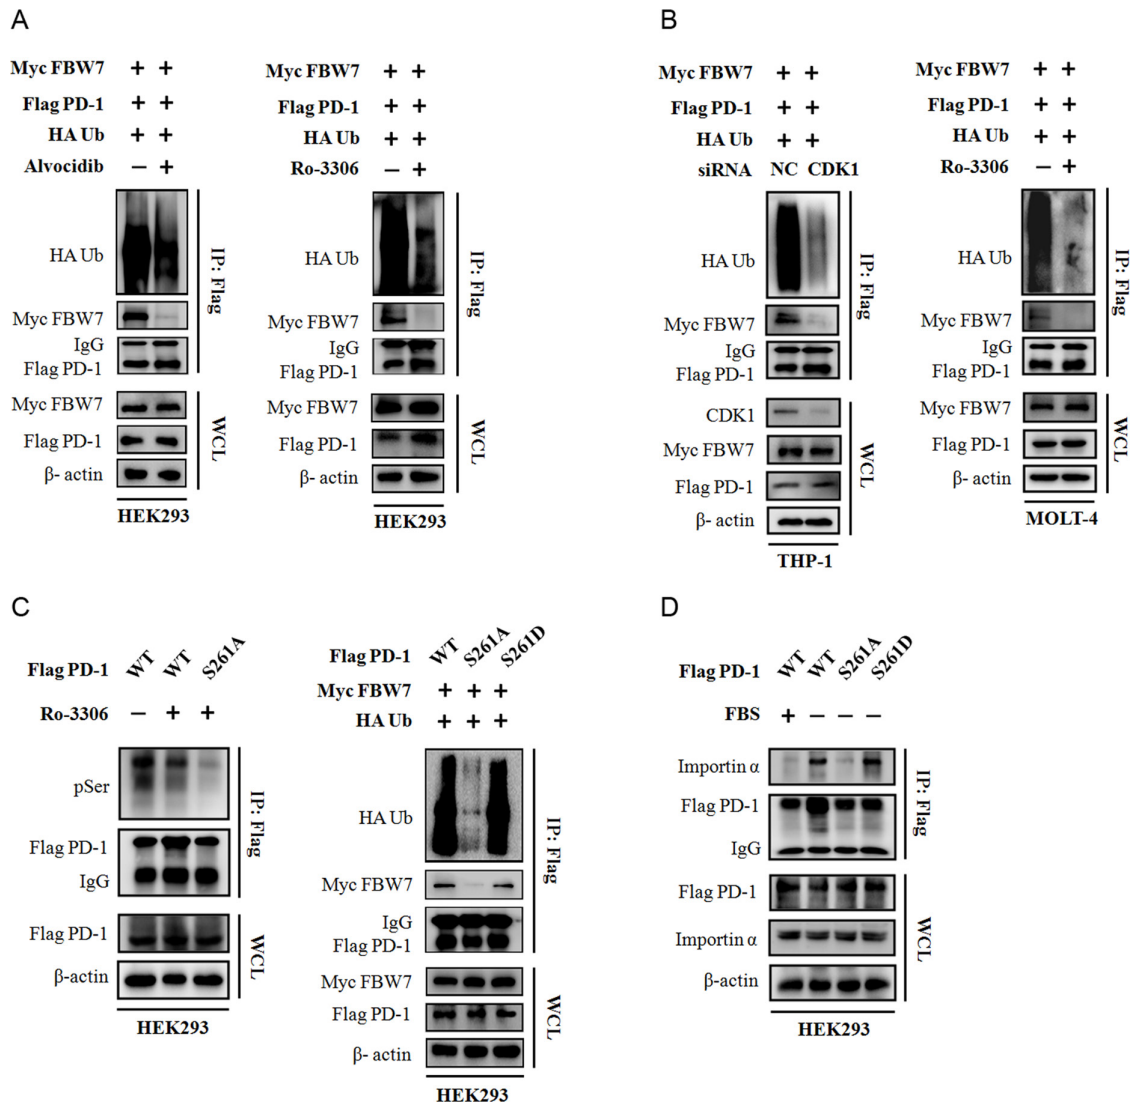 A
Myc FBW7 + +
Flag PD-1 + +
HA Ub + +
Alvocidib − +
HA Ub
Myc FBW7
IgG
Flag PD-1
IP: Flag
Myc FBW7
Flag PD-1
β- actin
WCL
HEK293
Myc FBW7 + +
Flag PD-1 + +
HA Ub + +
Ro-3306 − +
HA Ub
Myc FBW7
IgG
Flag PD-1
IP: Flag
Myc FBW7
Flag PD-1
β- actin
WCL
HEK293
B
Myc FBW7 + +
Flag PD-1 + +
HA Ub + +
siRNA NC CDK1
HA Ub
Myc FBW7
IgG
Flag PD-1
IP: Flag
CDK1
Myc FBW7
Flag PD-1
β- actin
WCL
THP-1
Myc FBW7 + +
Flag PD-1 + +
HA Ub + +
Ro-3306 − +
HA Ub
Myc FBW7
IgG
Flag PD-1
IP: Flag
Myc FBW7
Flag PD-1
β- actin
WCL
MOLT-4
C
Flag PD-1 WT WT S261A
Ro-3306 − + +
pSer
Flag PD-1
IgG
IP: Flag
Flag PD-1
β-actin
WCL
HEK293
Flag PD-1 WT S261A S261D
Myc FBW7 + + +
HA Ub + + +
HA Ub
Myc FBW7
IgG
Flag PD-1
IP: Flag
Myc FBW7
Flag PD-1
β- actin
WCL
HEK293
D
Flag PD-1 WT WT S261A S261D
FBS + − − −
Importin α
Flag PD-1
IgG
IP: Flag
Flag PD-1
Importin α
β-actin
WCL
HEK293